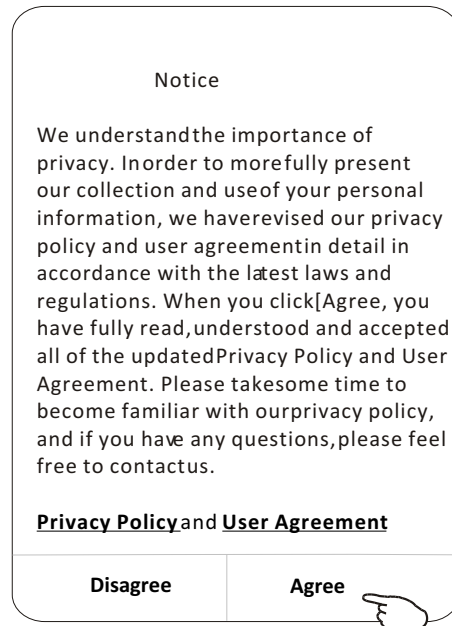 Notice
We understandthe importance of
privacy. Inorder to morefully present
our collection and useof your personal
information, we haverevised our privacy
policy and user agreementin detail in
accordance with the latest laws and
regulations. When you click[Agree, you
have fully read,understood and accepted
all of the updatedPrivacy Policy and User
Agreement. Please takesome time to
become familiar with ourprivacy policy,
and if you have any questions,please feel
free to contactus.
Privacy Policy and User Agreement
Disagree Agree